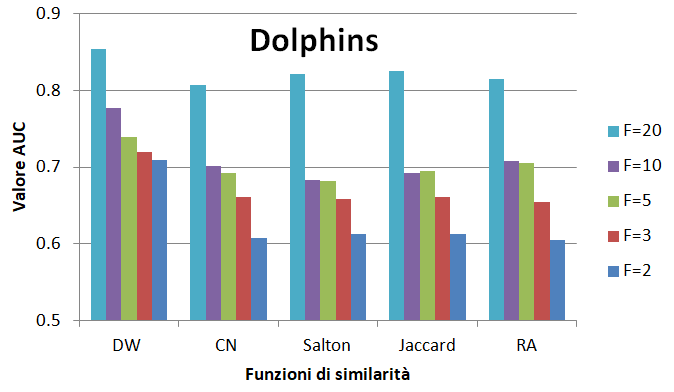 Dolphins
Valore AUC
0.9
0.8
0.7
0.6
0.5
DW CN Salton Jaccard RA
Funzioni di similarità
F=20
F=10
F=5
F=3
F=2